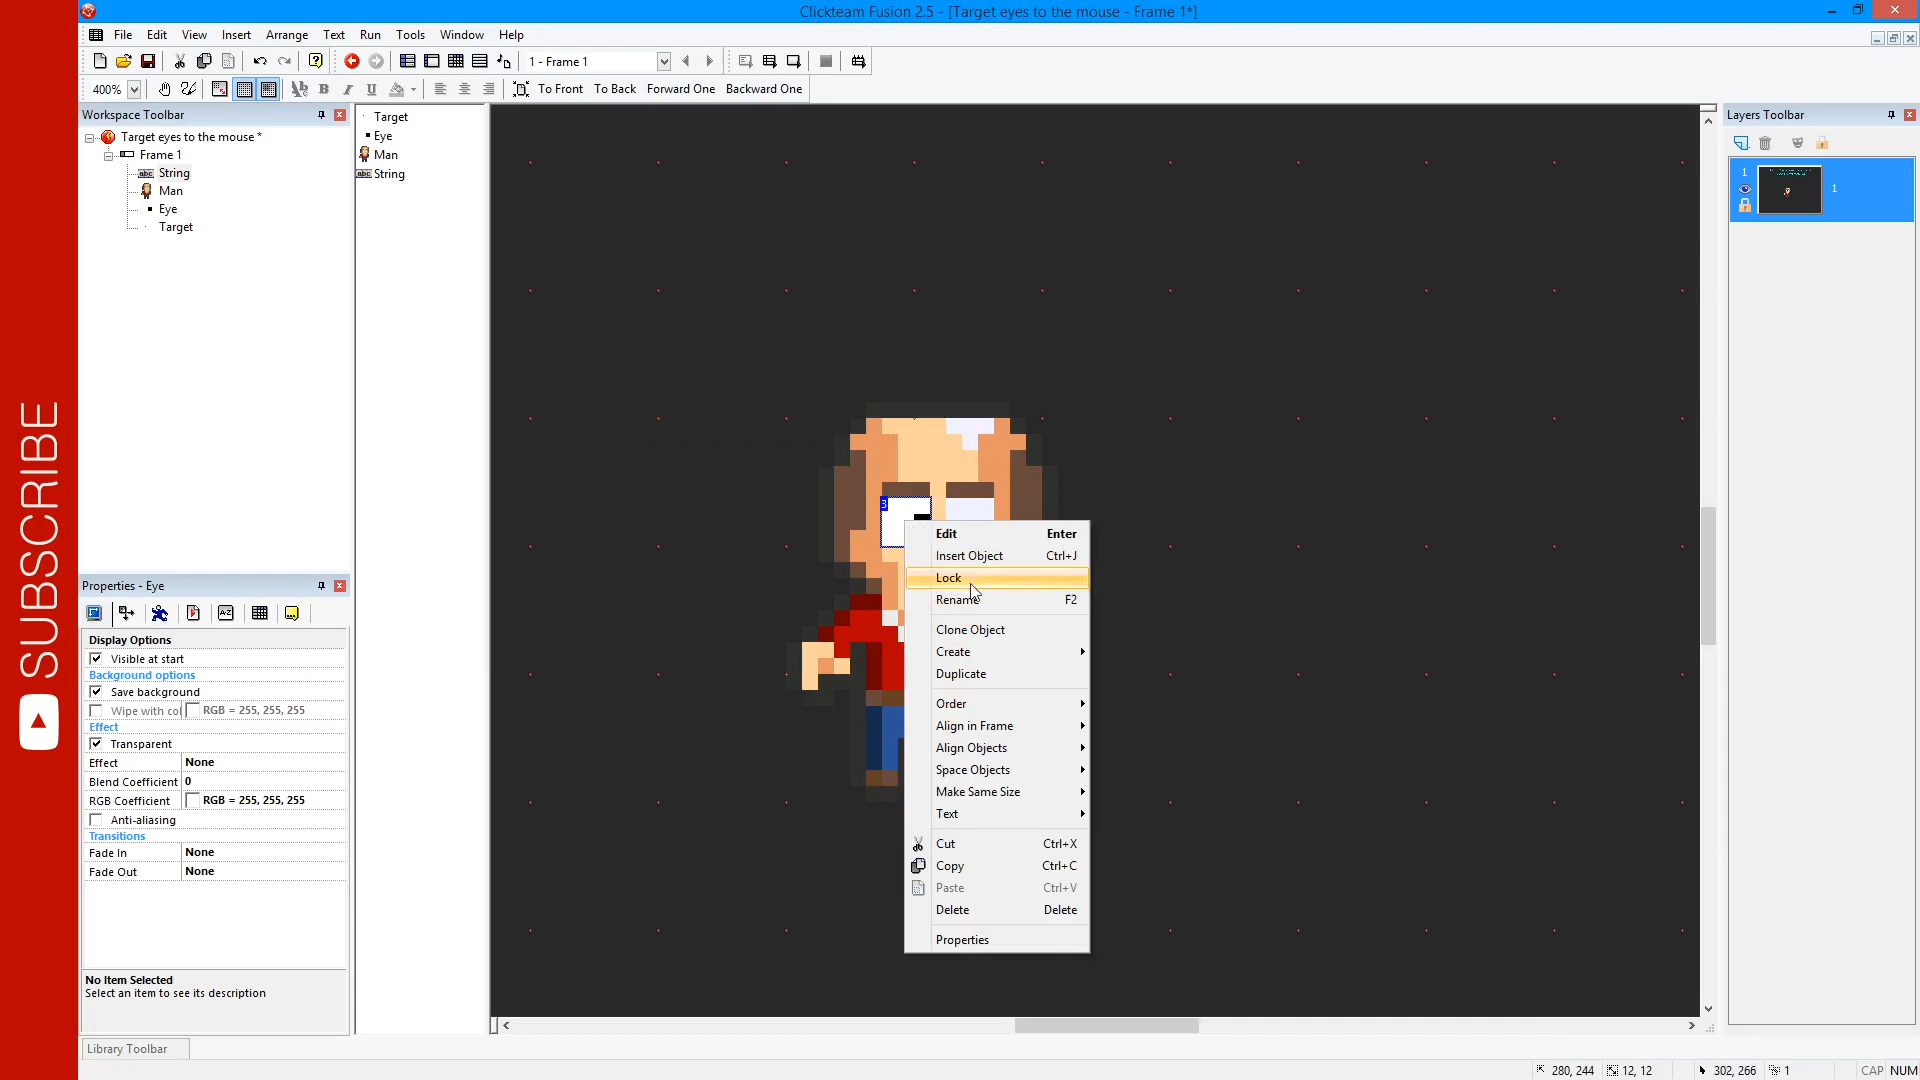 SUBSCRIBE
Clickteam Fusion 2.5 - [Target eyes to the mouse - Frame 1*]
File Edit View Insert Arrange Text Run Tools Window Help
1 - Frame 1
400% To Front To Back Forward One Backward One
Workspace Toolbar
Target eyes to the mouse *
Frame 1
String
Man
Eye
Target
Target
Eye
Man
String
Layers Toolbar
1
1
3
Edit Enter
Insert Object Ctrl+J
Lock
Rename F2
Clone Object
Create
Duplicate
Order
Align in Frame
Align Objects
Space Objects
Make Same Size
Text
Cut Ctrl+X
Copy Ctrl+C
Paste Ctrl+V
Delete Delete
Properties
Properties - Eye
Display Options
Visible at start
Background options
Save background
Wipe with col RGB = 255, 255, 255
Effect
Transparent
Effect None
Blend Coefficient 0
RGB Coefficient RGB = 255, 255, 255
Anti-aliasing
Transitions
Fade In None
Fade Out None
No Item Selected
Select an item to see its description
Library Toolbar
280, 244 12, 12 302, 266 1 CAP NUM